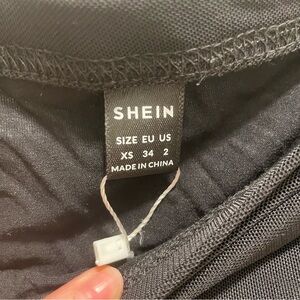 SHEIN
SIZE EU US
XS 34 2
MADE IN CHINA